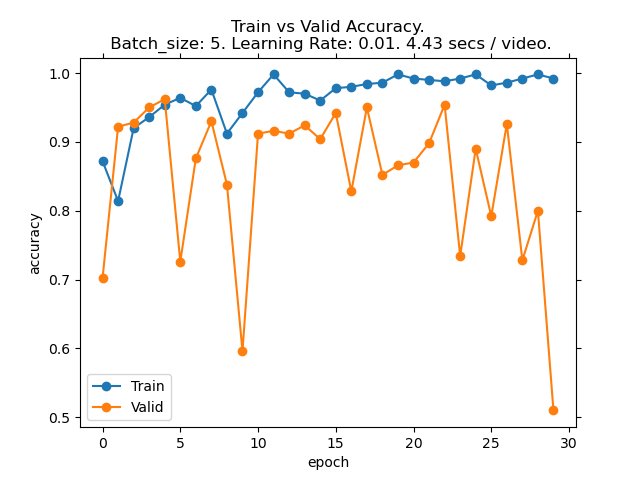 Train vs Valid Accuracy.
Batch_size: 5. Learning Rate: 0.01. 4.43 secs / video.
1.0
0.9
0.8
0.7
0.6
0.5
accuracy
Train
Valid
0 5 10 15 20 25 30
epoch